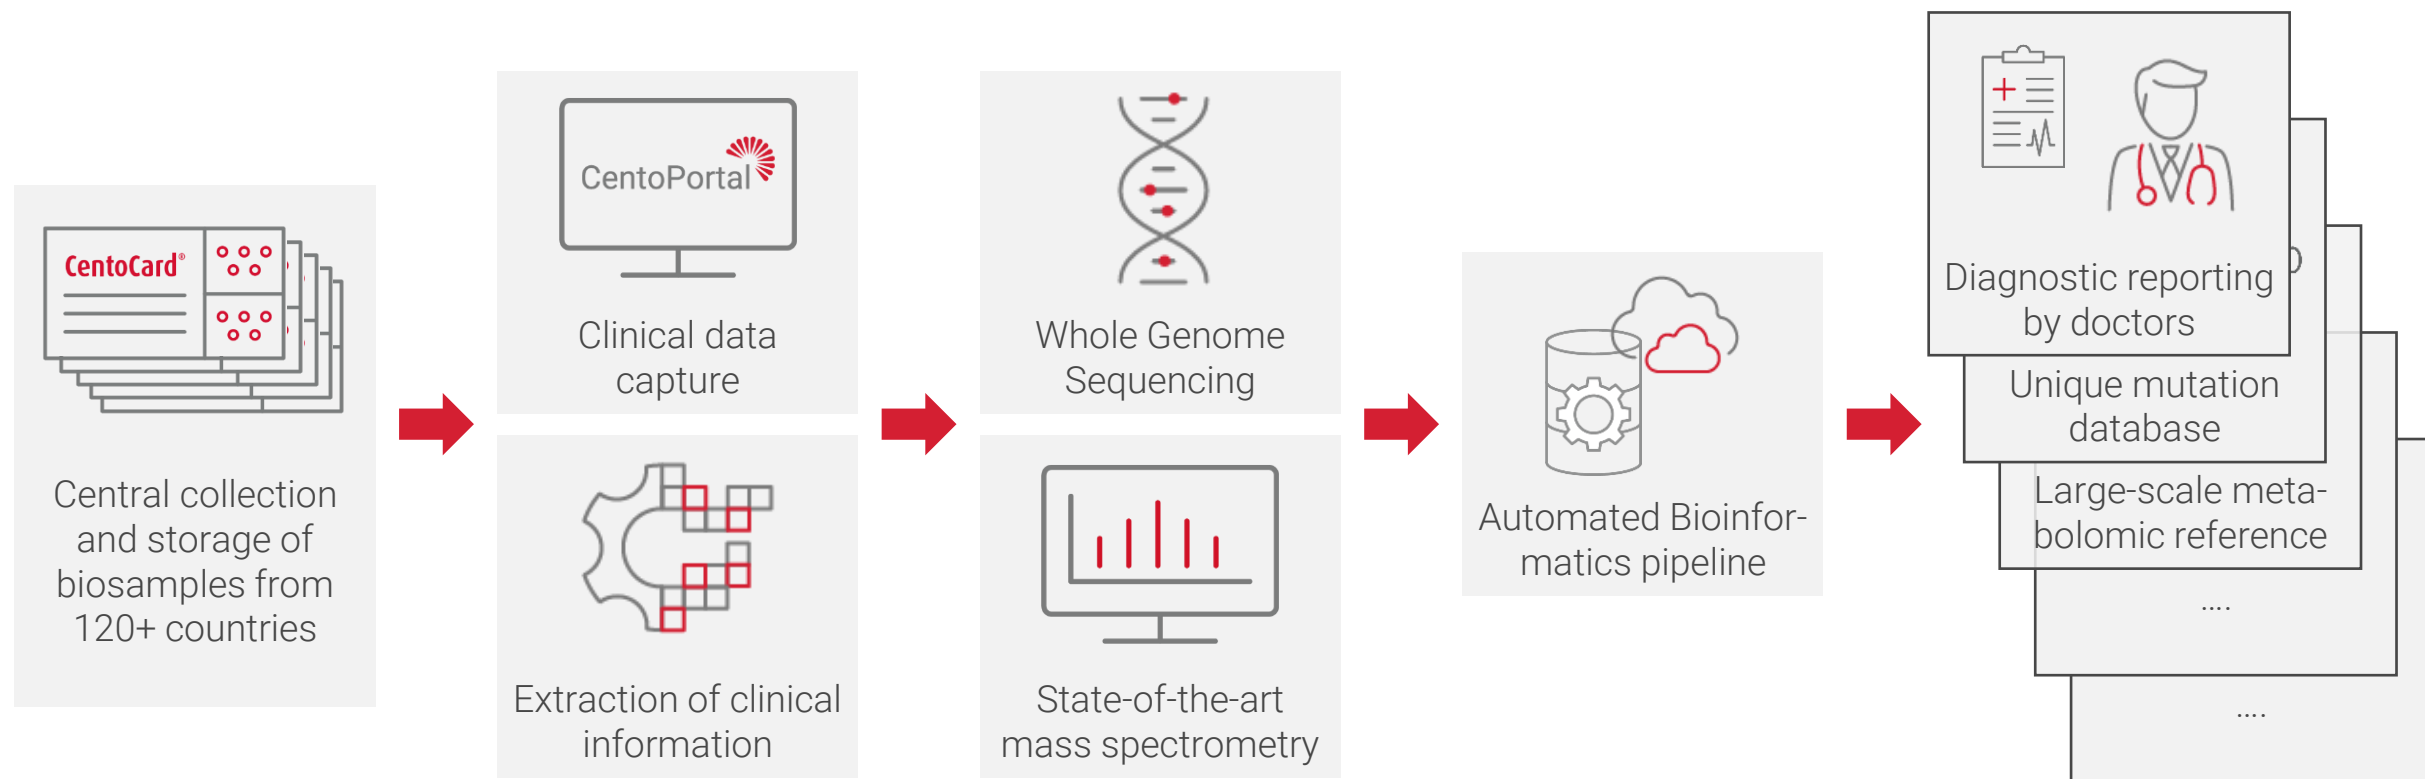 CentoCard®
Central collection
and storage of
biosamples from
120+ countries
CentoPortal
Clinical data
capture
Extraction of clinical
information
Whole Genome
Sequencing
State-of-the-art
mass spectrometry
Automated Bioinfor-
matics pipeline
Diagnostic reporting
by doctors
Unique mutation
database
Large-scale meta-
bolomic reference
....
....